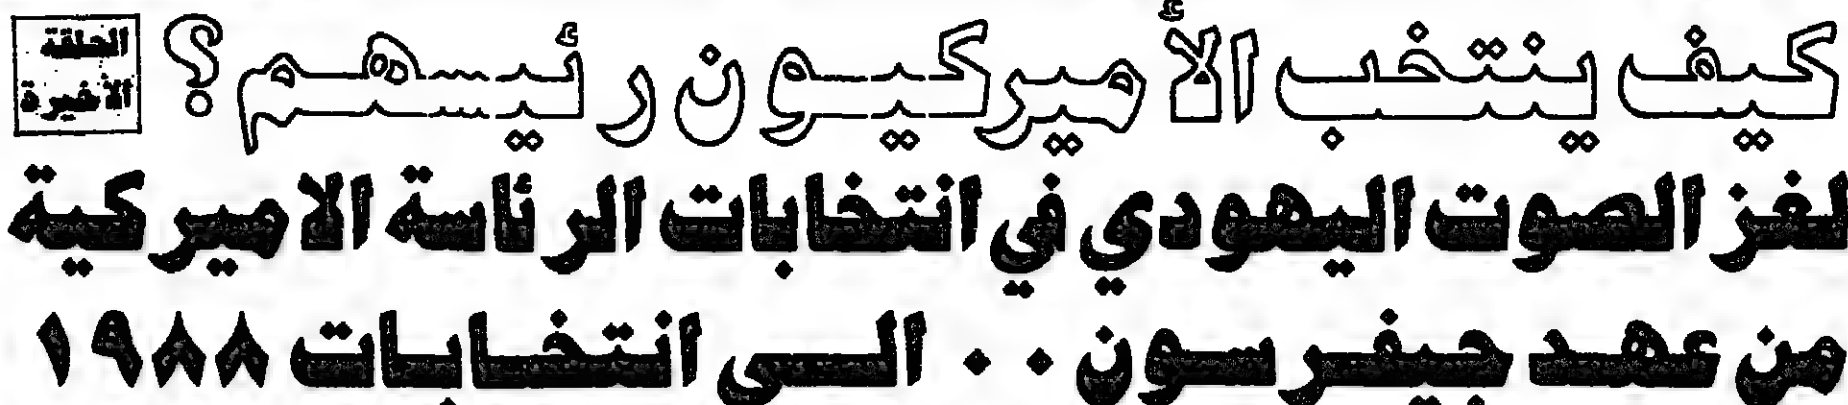 كيف ينتخب الأميركيون رئيسهم؟
الحلقة
الأخيرة
لغز الصوت اليهودي في انتخابات الرئاسة الاميركية
من عهد جيفرسون ٠٠ الى انتخابات ١٩٨٨